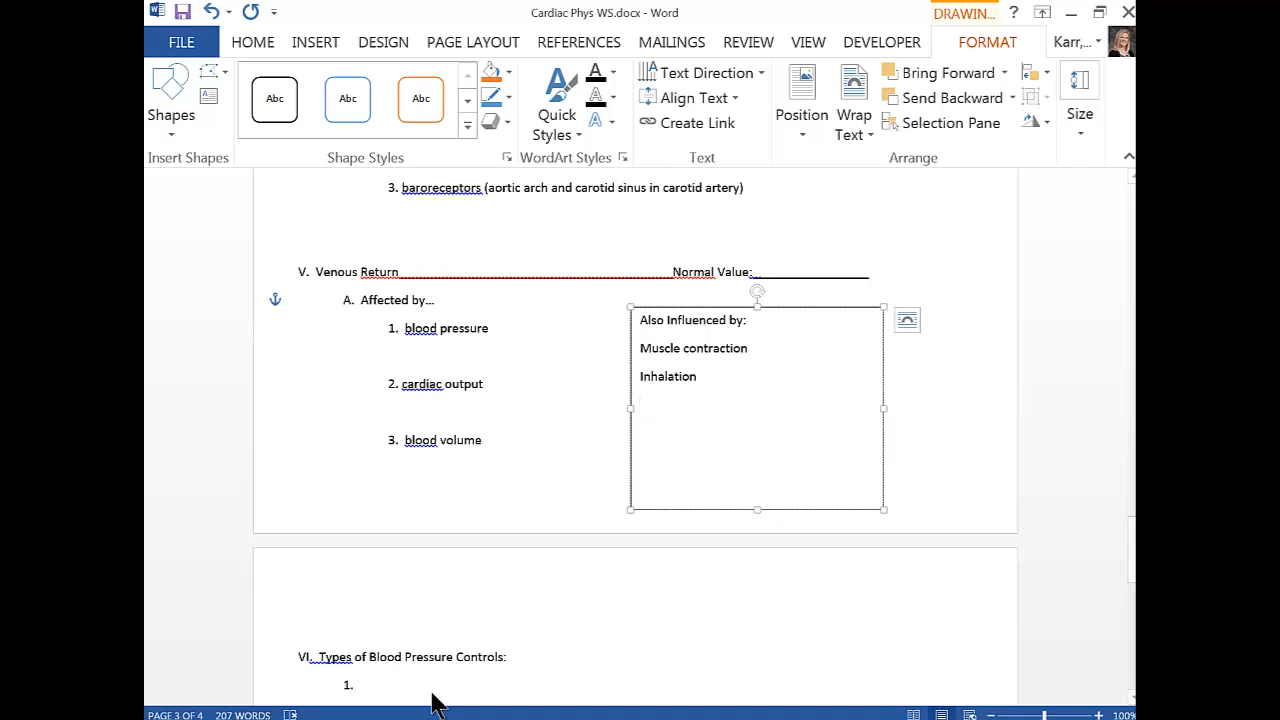 Cardiac Phys WS.docx - Word
DRAWIN...
?
FILE HOME INSERT DESIGN PAGE LAYOUT REFERENCES MAILINGS REVIEW VIEW DEVELOPER FORMAT Karr,...
Shapes
Abc Abc Abc
Quick Styles
A
A
A
A
Text Direction
Align Text
Create Link
Position
Wrap Text
Bring Forward
Send Backward
Selection Pane
Size
Insert Shapes Shape Styles WordArt Styles Text Arrange
3. baroreceptors (aortic arch and carotid sinus in carotid artery)
V. Venous Return Normal Value:
A. Affected by...
1. blood pressure
2. cardiac output
3. blood volume
Also Influenced by:
Muscle contraction
Inhalation
VI. Types of Blood Pressure Controls:
1.
PAGE 3 OF 4 207 WORDS 100%